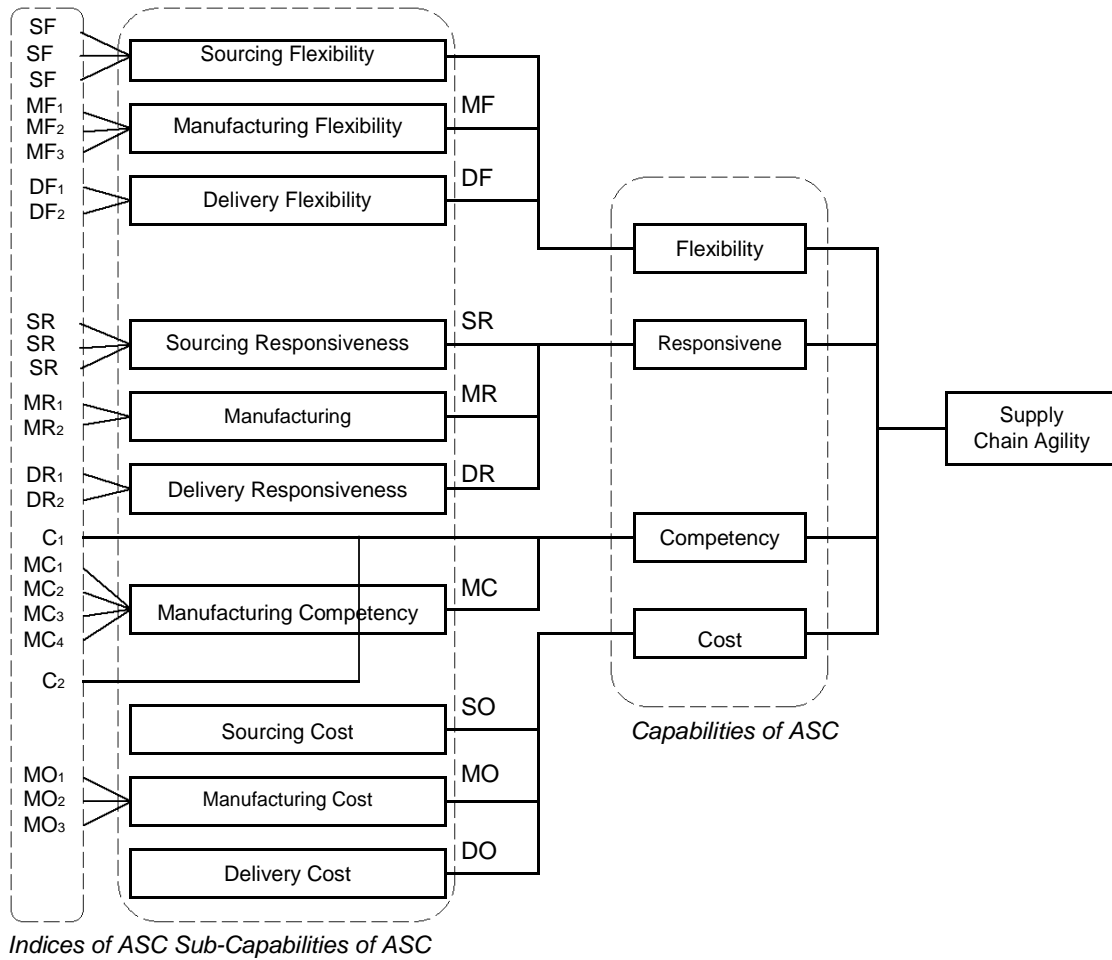 SF
SF
SF
Sourcing Flexibility
MF1
MF2
MF3
Manufacturing Flexibility
MF
DF1
DF2
Delivery Flexibility
DF
Flexibility
SR
SR
SR
Sourcing Responsiveness
SR
Responsivene
MR1
MR2
Manufacturing
MR
Supply
Chain Agility
DR1
DR2
Delivery Responsiveness
DR
C1
Competency
MC1
MC2
MC3
MC4
Manufacturing Competency
MC
Cost
C2
Sourcing Cost
SO
Capabilities of ASC
MO1
MO2
MO3
Manufacturing Cost
MO
Delivery Cost
DO
Indices of ASC Sub-Capabilities of ASC